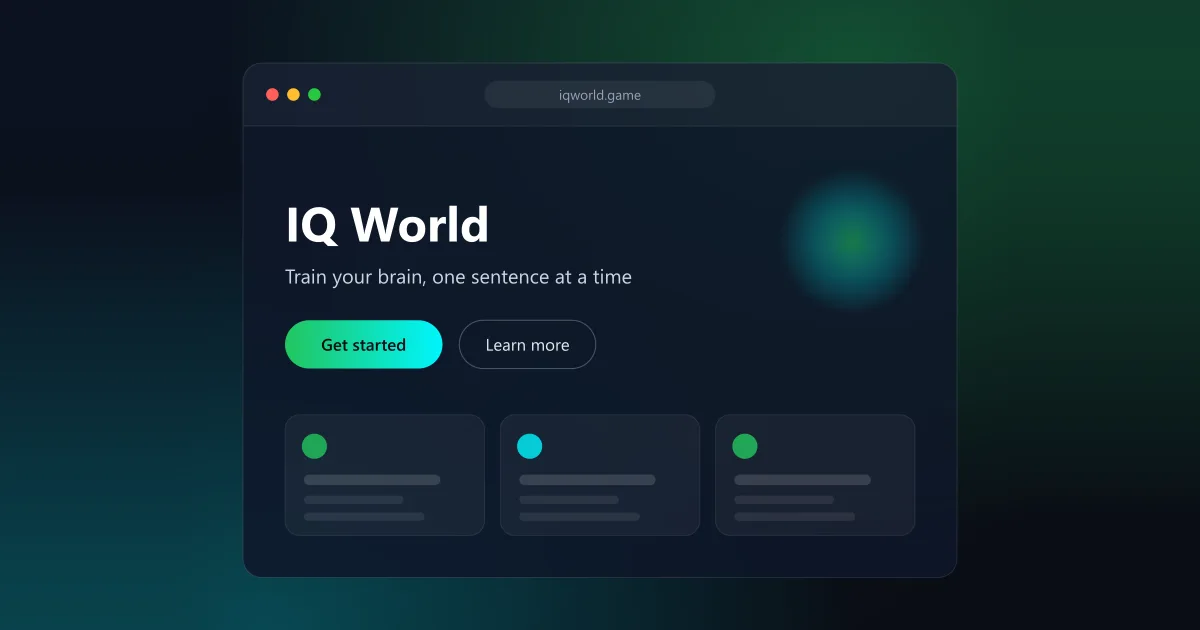 iqworld.game
IQ World
Train your brain, one sentence at a time
Get started
Learn more